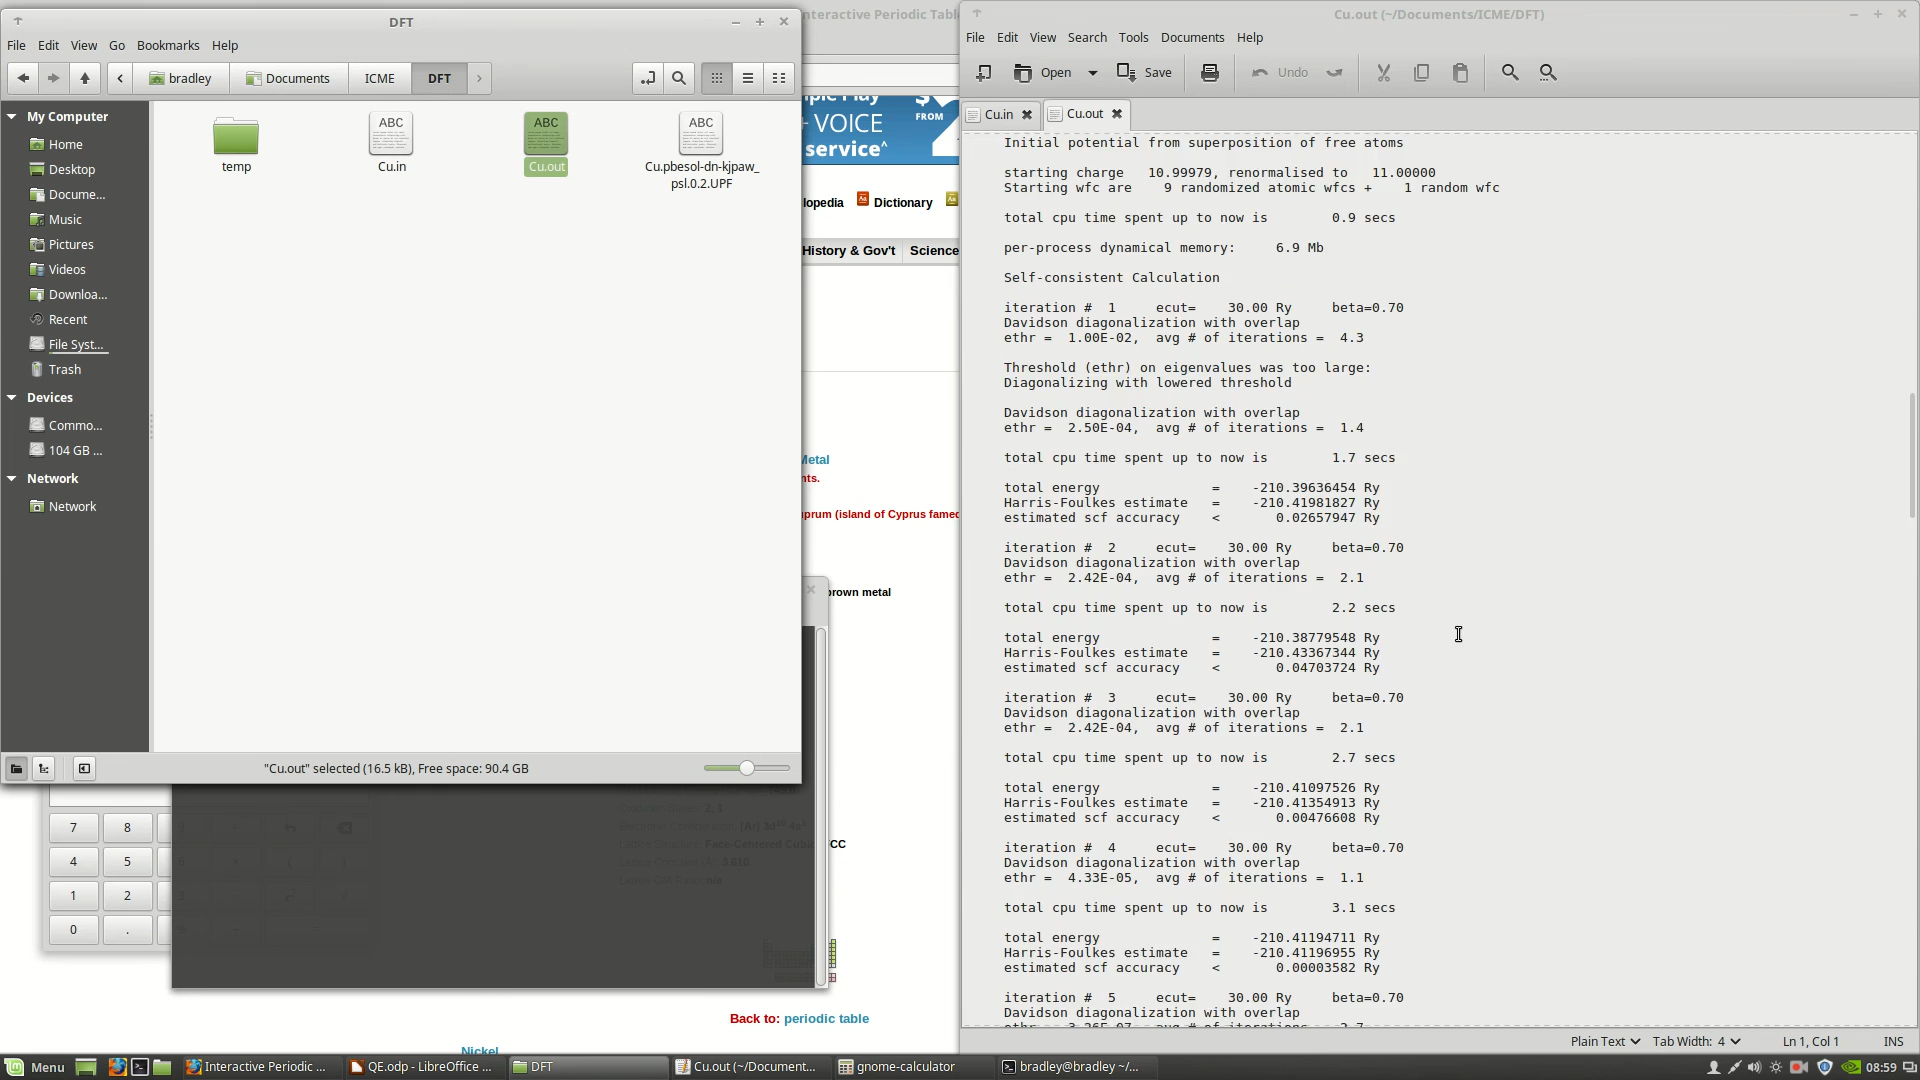 DFT
File Edit View Go Bookmarks Help
bradley Documents ICME DFT
My Computer
Home
Desktop
Docume...
Music
Pictures
Videos
Downloa...
Recent
File Syst...
Trash
Devices
Commo...
104 GB ...
Network
Network
temp
ABC
Cu.in
ABC
Cu.out
ABC
Cu.pbesol-dn-kjpaw_
psl.0.2.UPF
"Cu.out" selected (16.5 kB), Free space: 90.4 GB
nteractive Periodic Tabl
VOICE
service^
FROM
$
lopedia Dictionary
History & Gov't Science
Metal
nts.
uprum (island of Cyprus famed
brown metal
CC
Back to: periodic table
Nickel
7 8
4 5
1 2
0 .
Cu.out (~/Documents/ICME/DFT)
File Edit View Search Tools Documents Help
Open Save Undo
Cu.in Cu.out
Initial potential from superposition of free atoms
starting charge 10.99979, renormalised to 11.00000
Starting wfc are 9 randomized atomic wfcs + 1 random wfc
total cpu time spent up to now is 0.9 secs
per-process dynamical memory: 6.9 Mb
Self-consistent Calculation
iteration # 1 ecut= 30.00 Ry beta=0.70
Davidson diagonalization with overlap
ethr = 1.00E-02, avg # of iterations = 4.3
Threshold (ethr) on eigenvalues was too large:
Diagonalizing with lowered threshold
Davidson diagonalization with overlap
ethr = 2.50E-04, avg # of iterations = 1.4
total cpu time spent up to now is 1.7 secs
total energy = -210.39636454 Ry
Harris-Foulkes estimate = -210.41981827 Ry
estimated scf accuracy < 0.02657947 Ry
iteration # 2 ecut= 30.00 Ry beta=0.70
Davidson diagonalization with overlap
ethr = 2.42E-04, avg # of iterations = 2.1
total cpu time spent up to now is 2.2 secs
total energy = -210.38779548 Ry
Harris-Foulkes estimate = -210.43367344 Ry
estimated scf accuracy < 0.04703724 Ry
iteration # 3 ecut= 30.00 Ry beta=0.70
Davidson diagonalization with overlap
ethr = 2.42E-04, avg # of iterations = 2.1
total cpu time spent up to now is 2.7 secs
total energy = -210.41097526 Ry
Harris-Foulkes estimate = -210.41354913 Ry
estimated scf accuracy < 0.00476608 Ry
iteration # 4 ecut= 30.00 Ry beta=0.70
Davidson diagonalization with overlap
ethr = 4.33E-05, avg # of iterations = 1.1
total cpu time spent up to now is 3.1 secs
total energy = -210.41194711 Ry
Harris-Foulkes estimate = -210.41196955 Ry
estimated scf accuracy < 0.00003582 Ry
iteration # 5 ecut= 30.00 Ry beta=0.70
Davidson diagonalization with overlap
Plain Text Tab Width: 4 Ln 1, Col 1 INS
Menu Interactive Periodic ... QE.odp - LibreOffice ... DFT Cu.out (~/Document... gnome-calculator bradley@bradley ~/... 08:59